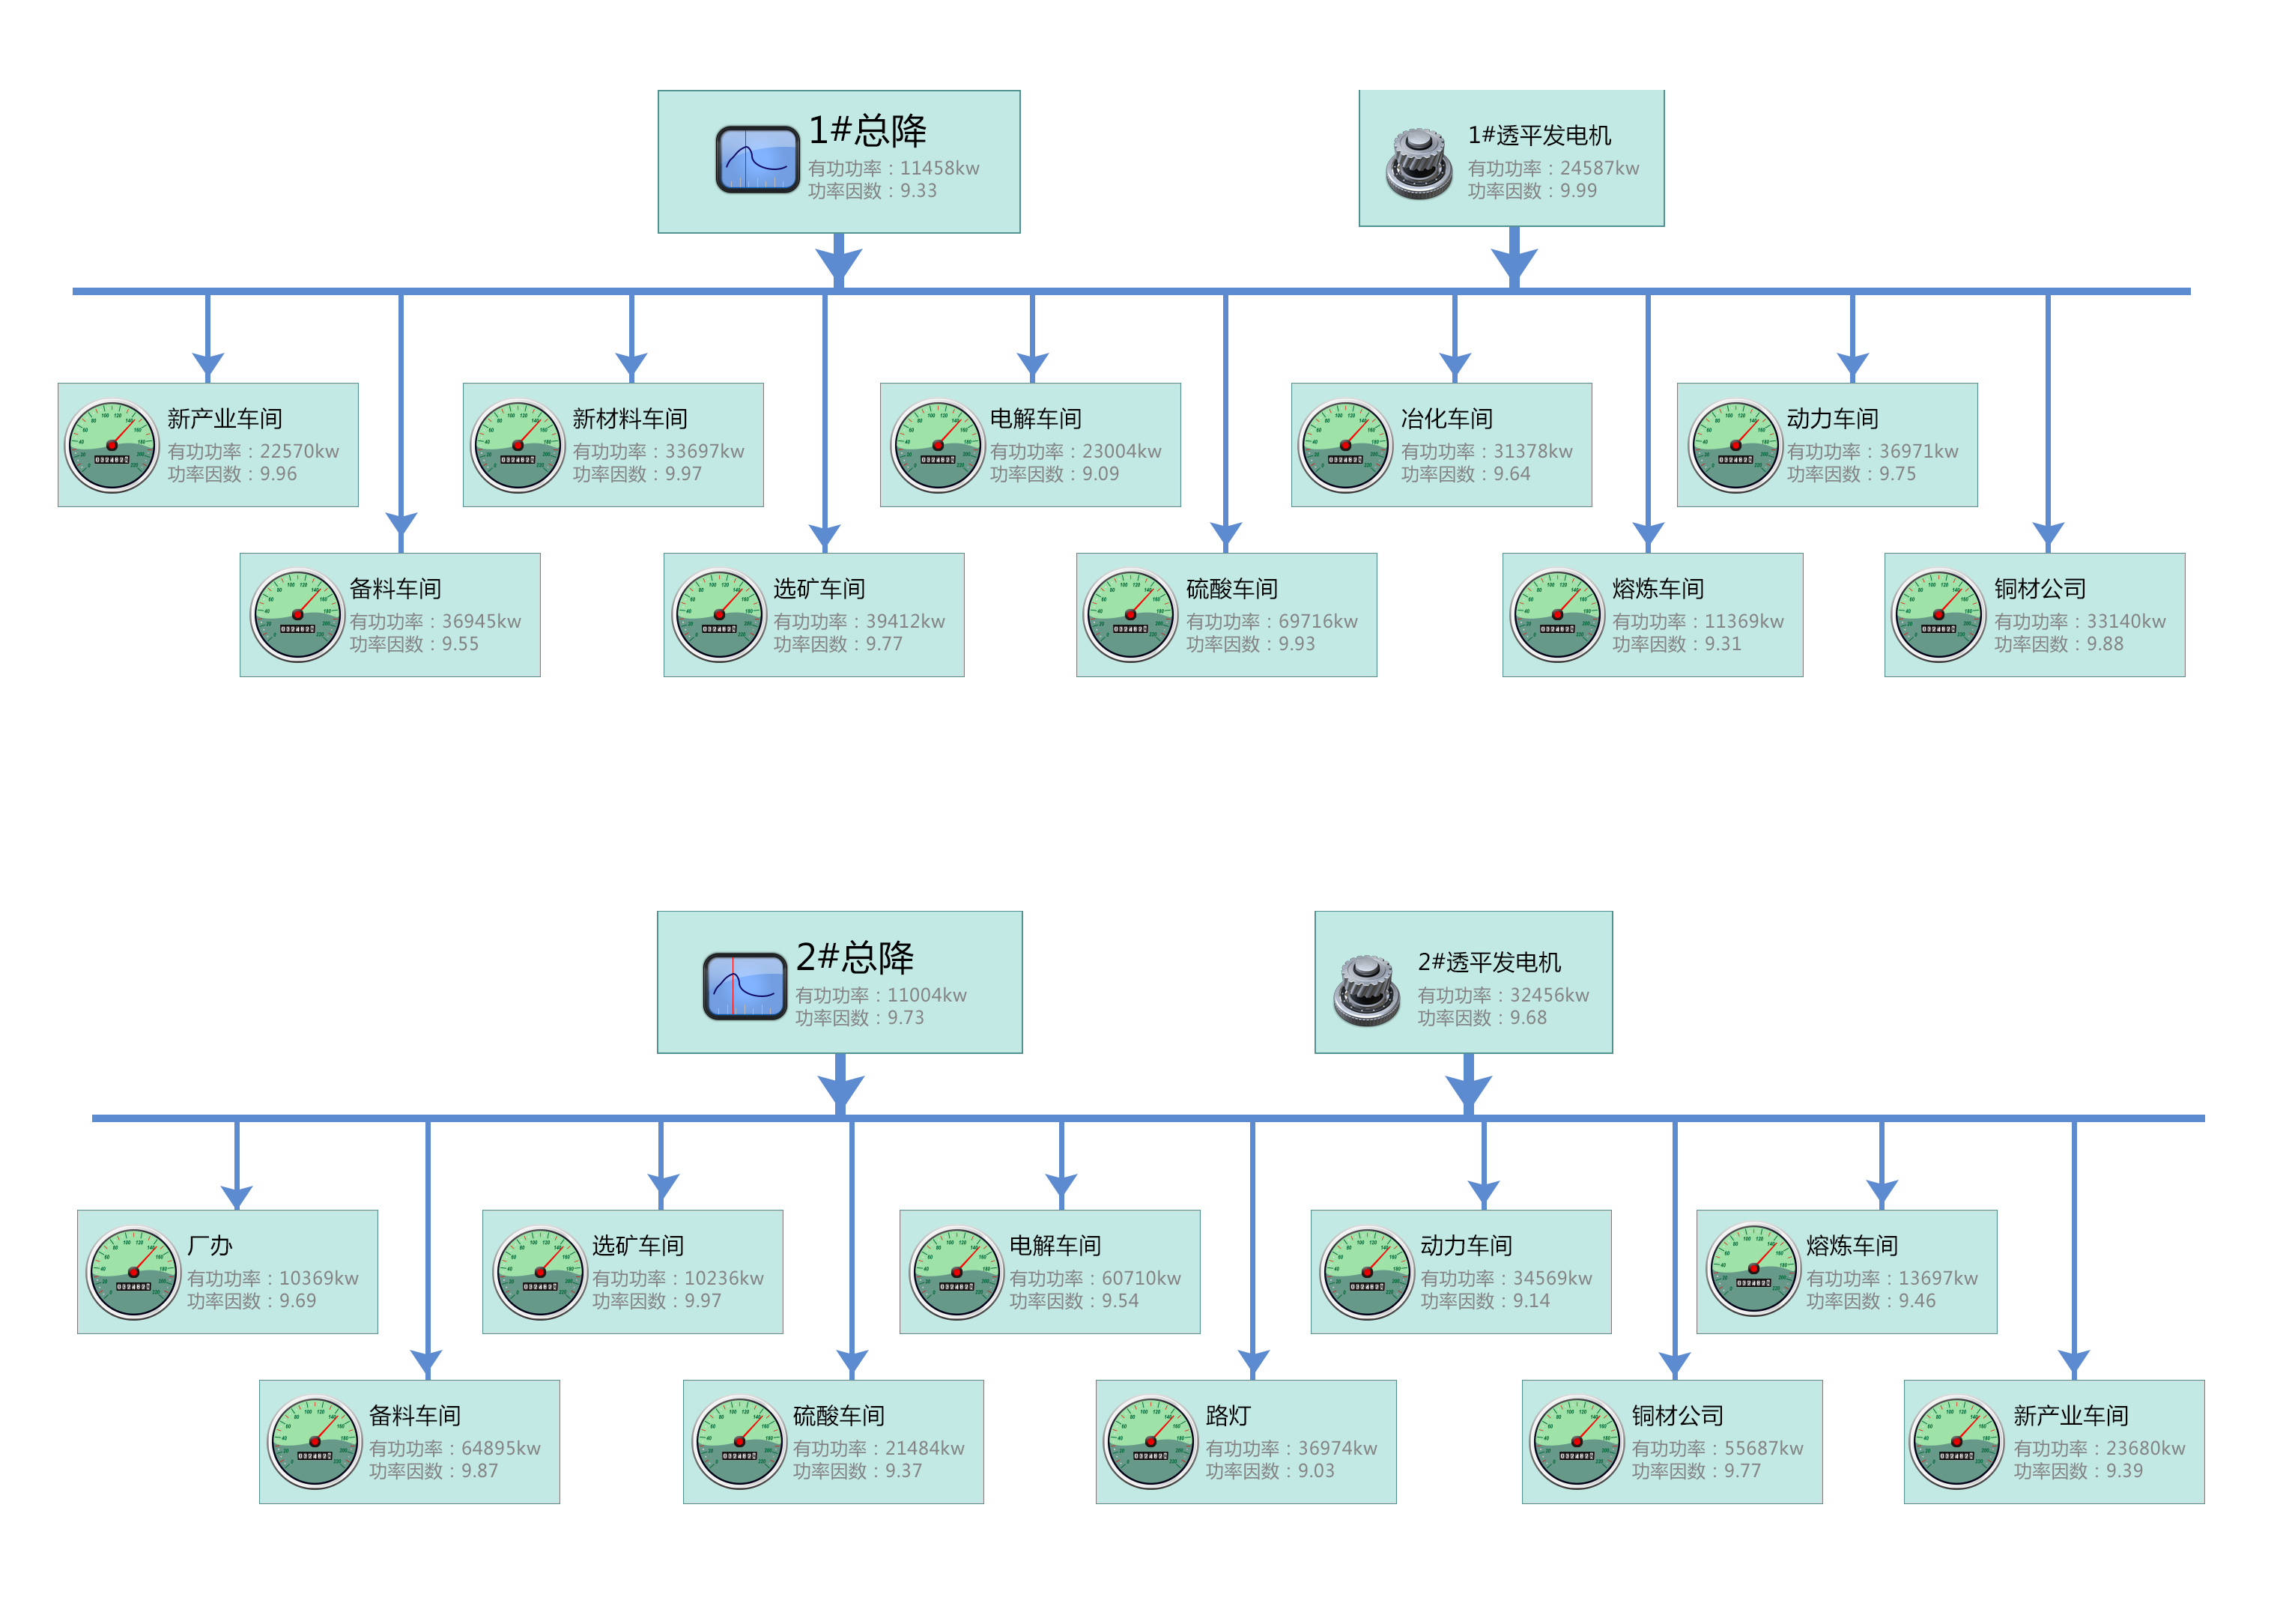 1#总降
有功功率：11458kw
功率因数：9.33
1#透平发电机
有功功率：24587kw
功率因数：9.99
新产业车间
有功功率：22570kw
功率因数：9.96
新材料车间
有功功率：33697kw
功率因数：9.97
电解车间
有功功率：23004kw
功率因数：9.09
冶化车间
有功功率：31378kw
功率因数：9.64
动力车间
有功功率：36971kw
功率因数：9.75
备料车间
有功功率：36945kw
功率因数：9.55
选矿车间
有功功率：39412kw
功率因数：9.77
硫酸车间
有功功率：69716kw
功率因数：9.93
熔炼车间
有功功率：11369kw
功率因数：9.31
铜材公司
有功功率：33140kw
功率因数：9.88
2#总降
有功功率：11004kw
功率因数：9.73
2#透平发电机
有功功率：32456kw
功率因数：9.68
厂办
有功功率：10369kw
功率因数：9.69
选矿车间
有功功率：10236kw
功率因数：9.97
电解车间
有功功率：60710kw
功率因数：9.54
动力车间
有功功率：34569kw
功率因数：9.14
熔炼车间
有功功率：13697kw
功率因数：9.46
备料车间
有功功率：64895kw
功率因数：9.87
硫酸车间
有功功率：21484kw
功率因数：9.37
路灯
有功功率：36974kw
功率因数：9.03
铜材公司
有功功率：55687kw
功率因数：9.77
新产业车间
有功功率：23680kw
功率因数：9.39